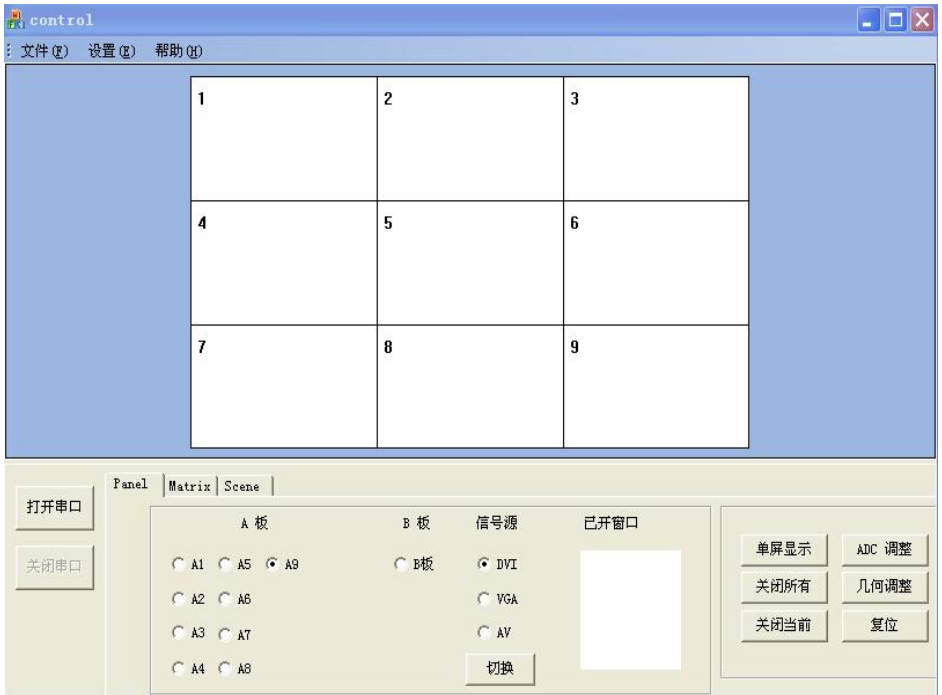 control
文件(F) 设置(E) 帮助(H)
1 2 3
4 5 6
7 8 9
打开串口
关闭串口
Panel Matrix Scene
A 板 B 板 信号源 已开窗口
A1 A5 A9 B板 DVI
A2 A6 VGA
A3 A7 AV
A4 A8 切换
单屏显示 ADC 调整
关闭所有 几何调整
关闭当前 复位